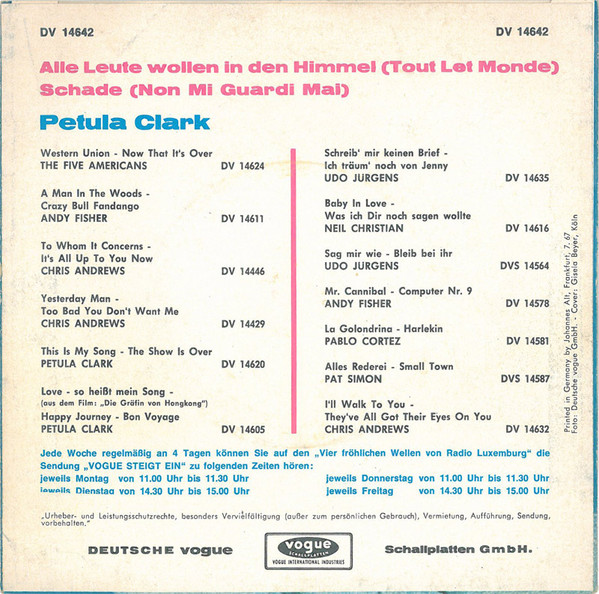 DV 14642
DV 14642
Alle Leute wollen in den Himmel (Tout Let Monde)
Schade (Non Mi Guardi Mai)
Petula Clark
Western Union - Now That It's Over
THE FIVE AMERICANS DV 14624
A Man In The Woods -
Crazy Bull Fandango
ANDY FISHER DV 14611
To Whom It Concerns -
It's All Up To You Now
CHRIS ANDREWS DV 14446
Yesterday Man -
Too Bad You Don't Want Me
CHRIS ANDREWS DV 14429
This Is My Song - The Show Is Over
PETULA CLARK DV 14620
Love - so heißt mein Song -
(aus dem Film: „Die Gräfin von Hongkong")
Happy Journey - Bon Voyage
PETULA CLARK DV 14605
Schreib' mir keinen Brief -
Ich träum' noch von Jenny
UDO JURGENS DV 14635
Baby In Love -
Was ich Dir noch sagen wollte
NEIL CHRISTIAN DV 14616
Sag mir wie - Bleib bei ihr
UDO JURGENS DVS 14564
Mr. Cannibal - Computer Nr. 9
ANDY FISHER DV 14578
La Golondrina - Harlekin
PABLO CORTEZ DV 14581
Alles Rederei - Small Town
PAT SIMON DVS 14587
I'll Walk To You -
They've All Got Their Eyes On You
CHRIS ANDREWS DV 14632
Printed in Germany by Johannes Alt, Frankfurt, 7. 67
Foto: Deutsche vogue GmbH. - Cover: Gisela Beyer, Köln
Jede Woche regelmäßig an 4 Tagen können Sie auf den „Vier fröhlichen Wellen von Radio Luxemburg" die
Sendung „VOGUE STEIGT EIN" zu folgenden Zeiten hören:
jeweils Montag von 11.00 Uhr bis 11.30 Uhr jeweils Donnerstag von 11.00 Uhr bis 11.30 Uhr
jeweils Dienstag von 14.30 Uhr bis 15.00 Uhr jeweils Freitag von 14.30 Uhr bis 15.00 Uhr
„Urheber- und Leistungsschutzrechte, besonders Vervielfältigung (außer zum persönlichen Gebrauch), Vermietung, Aufführung, Sendung,
vorbehalten."
DEUTSCHE vogue
vogue
SCHALLPLATTEN
VOGUE INTERNATIONAL INDUSTRIES
Schallplatten GmbH.